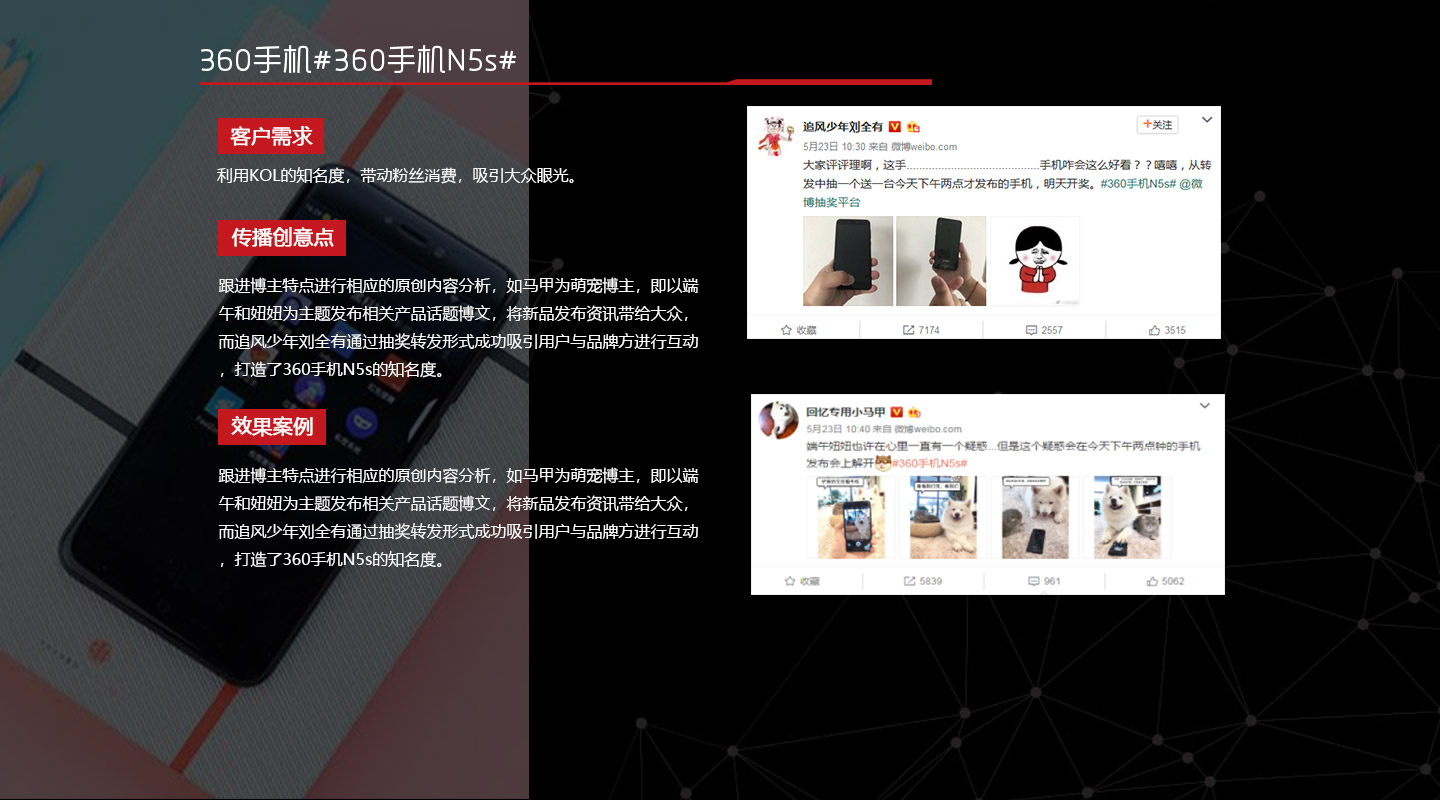 360手机#360手机N5s#
客户需求
利用KOL的知名度，带动粉丝消费，吸引大众眼光。
传播创意点
跟进博主特点进行相应的原创内容分析，如马甲为萌宠博主，即以端
午和妞妞为主题发布相关产品话题博文，将新品发布资讯带给大众，
而追风少年刘全有通过抽奖转发形式成功吸引用户与品牌方进行互动
，打造了360手机N5s的知名度。
效果案例
跟进博主特点进行相应的原创内容分析，如马甲为萌宠博主，即以端
午和妞妞为主题发布相关产品话题博文，将新品发布资讯带给大众，
而追风少年刘全有通过抽奖转发形式成功吸引用户与品牌方进行互动
，打造了360手机N5s的知名度。
追风少年刘全有
+关注
5月23日 10:30 来自 微博weibo.com
大家评评理啊，这手.........................................手机咋会这么好看？？嘻嘻，从转
发中抽一个送一台今天下午两点才发布的手机，明天开奖。#360手机N5s# @微
博抽奖平台
收藏 7174 2557 3515
回忆专用小马甲
5月23日 10:40 来自 微博weibo.com
端午妞妞也许在心里一直有一个疑惑...但是这个疑惑会在今天下午两点钟的手机
发布会上解开#360手机N5s#
收藏 5839 961 5062